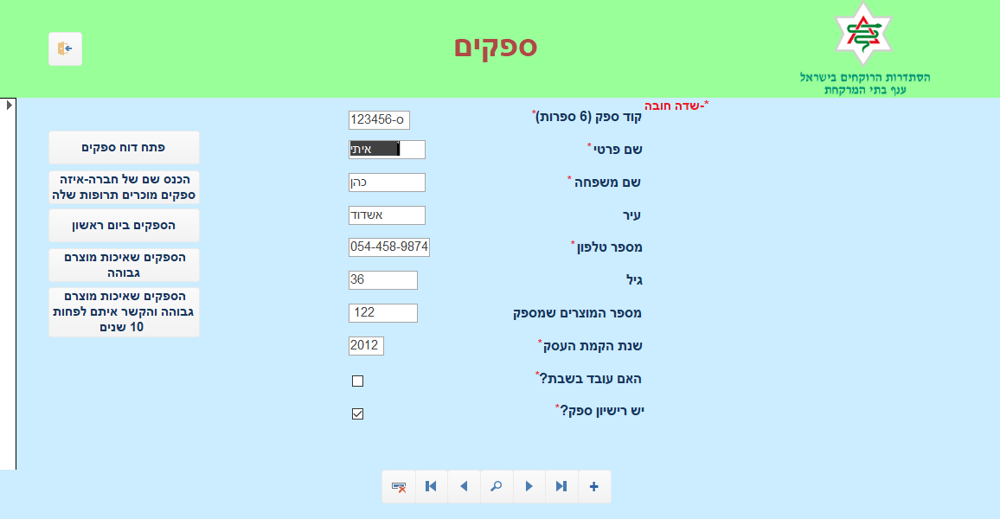 הסתדרות הרוקחים בישראל
ענף בתי המרקחת
ספקים
*-שדה חובה
קוד ספק (6 ספרות)*
ס-123456
שם פרטי*
איתי
שם משפחה*
כהן
עיר
אשדוד
מספר טלפון*
054-458-9874
גיל
36
מספר המוצרים שמספק
122
שנת הקמת העסק*
2012
האם עובד בשבת?*
יש רישיון ספק?*
פתח דוח ספקים
הכנס שם של חברה-איזה
ספקים מוכרים תרופות שלה
הספקים ביום ראשון
הספקים שאיכות מוצרם
גבוהה
הספקים שאיכות מוצרם
גבוהה והקשר איתם לפחות
10 שנים